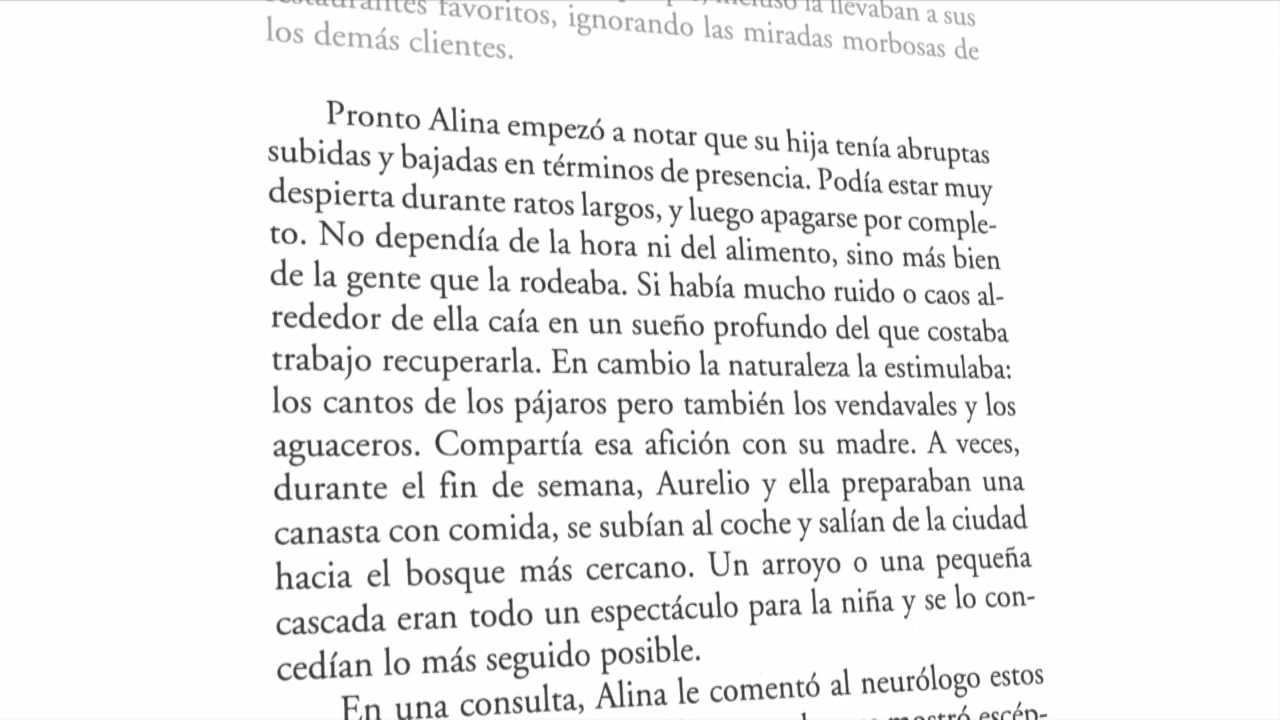 restaurantes favoritos, ignorando las miradas morbosas de
los demás clientes.
Pronto Alina empezó a notar que su hija tenía abruptas
subidas y bajadas en términos de presencia. Podía estar muy
despierta durante ratos largos, y luego apagarse por comple-
to. No dependía de la hora ni del alimento, sino más bien
de la gente que la rodeaba. Si había mucho ruido o caos al-
rededor de ella caía en un sueño profundo del que costaba
trabajo recuperarla. En cambio la naturaleza la estimulaba:
los cantos de los pájaros pero también los vendavales y los
aguaceros. Compartía esa afición con su madre. A veces,
durante el fin de semana, Aurelio y ella preparaban una
canasta con comida, se subían al coche y salían de la ciudad
hacia el bosque más cercano. Un arroyo o una pequeña
cascada eran todo un espectáculo para la niña y se lo con-
cedían lo más seguido posible.
En una consulta, Alina le comentó al neurólogo estos
mostró escép-